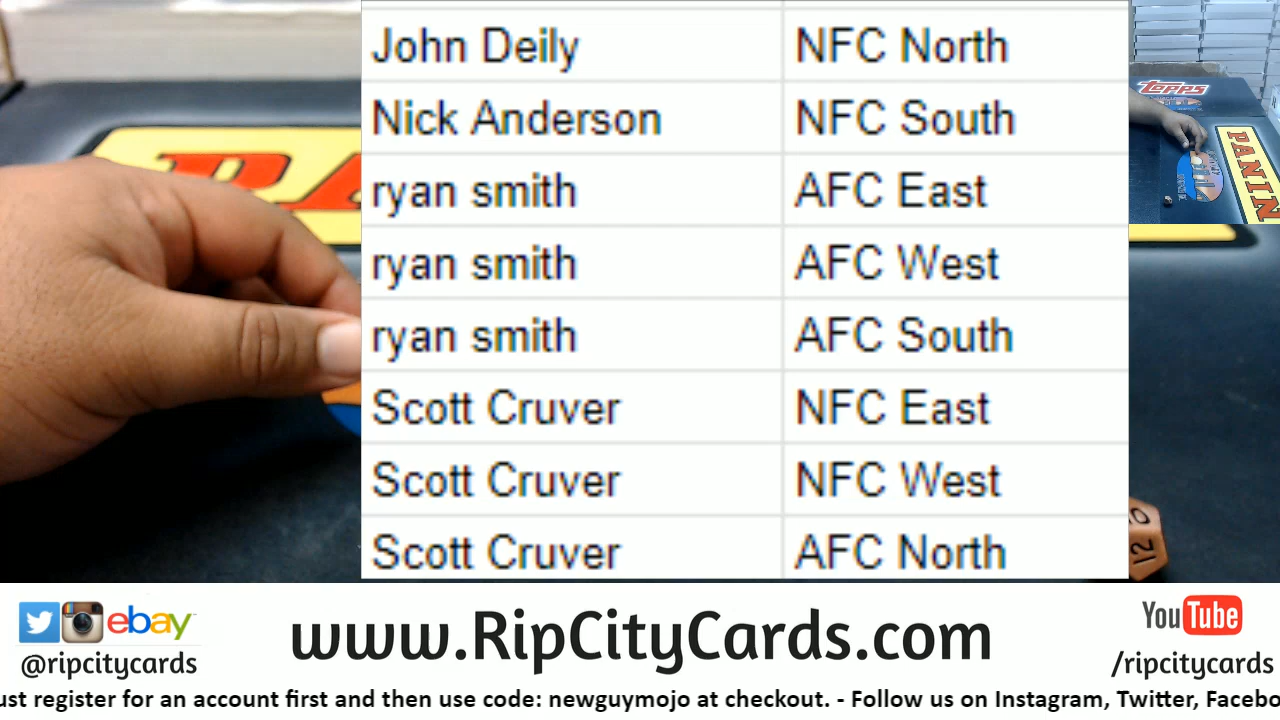 John Deily NFC North
Nick Anderson NFC South
ryan smith AFC East
ryan smith AFC West
ryan smith AFC South
Scott Cruver NFC East
Scott Cruver NFC West
Scott Cruver AFC North
TOPPS
PANIN
12
ebay
@ripcitycards
www.RipCityCards.com
YouTube
/ripcitycards
ust register for an account first and then use code: newguymojo at checkout. - Follow us on Instagram, Twitter, Facebo